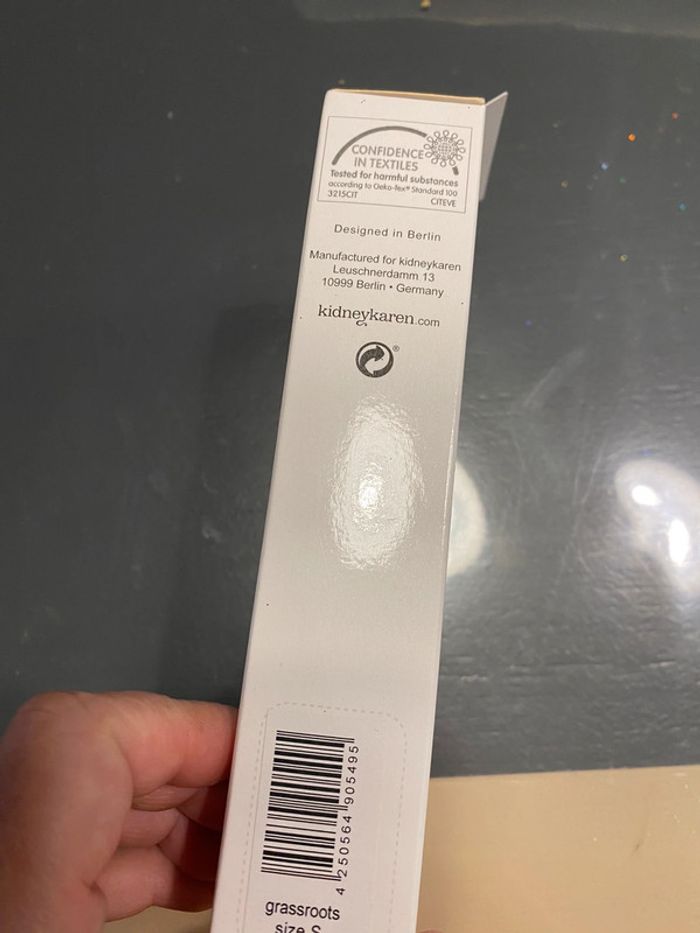 CONFIDENCE
IN TEXTILES
Tested for harmful substances
according to Oeko-Tex® Standard 100
3215CIT CITEVE
Designed in Berlin
Manufactured for kidneykaren
Leuschnerdamm 13
10999 Berlin • Germany
kidneykaren.com
®
4 250564 905495
grassroots
size S